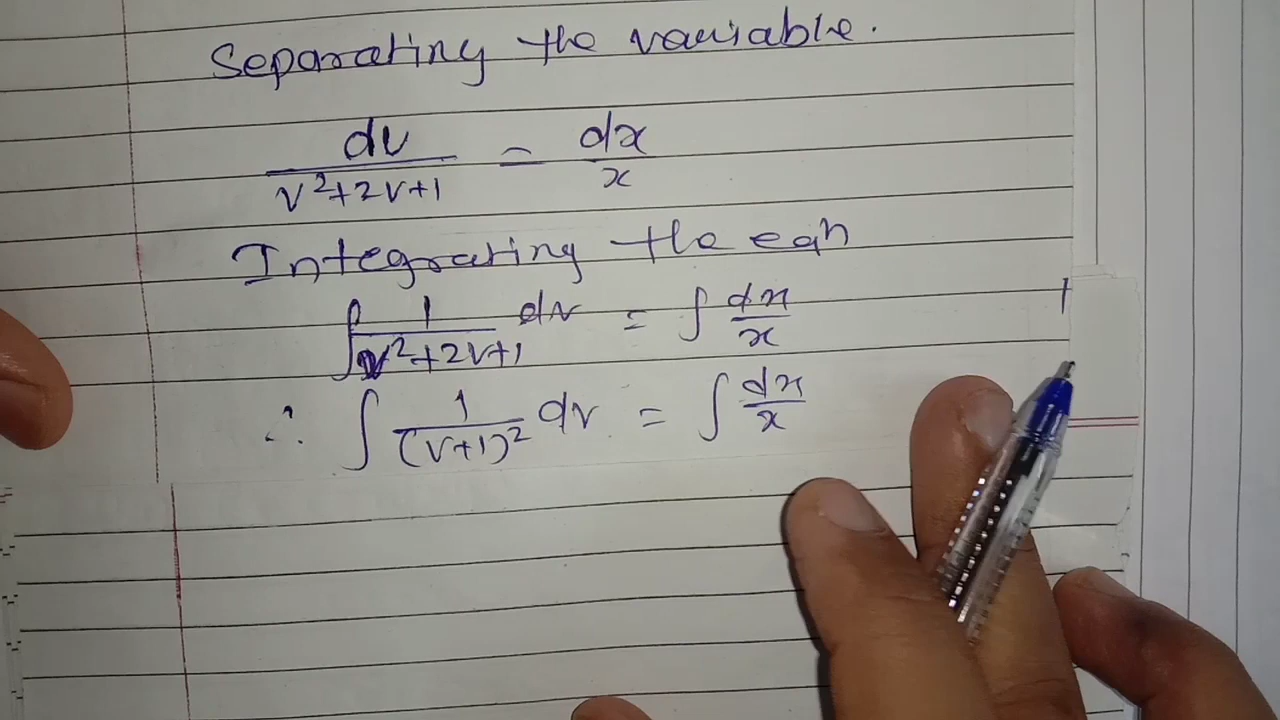 Separating the variable.
dv/(v²+2v+1) = dx/x
Integrating the eqn
∫ 1/(v²+2v+1) dv = ∫ dx/x
∴ ∫ 1/(v+1)² dv = ∫ dx/x